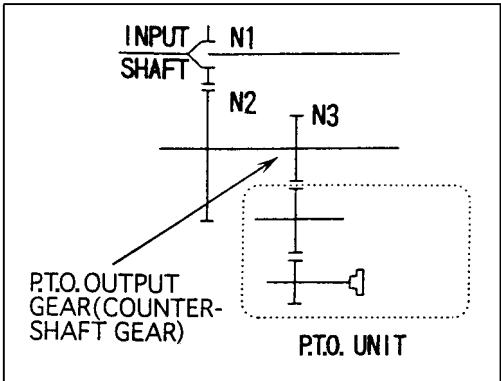 INPUT N1
SHAFT
N2
N3
P.T.O. OUTPUT
GEAR(COUNTER-
SHAFT GEAR)
P.T.O. UNIT